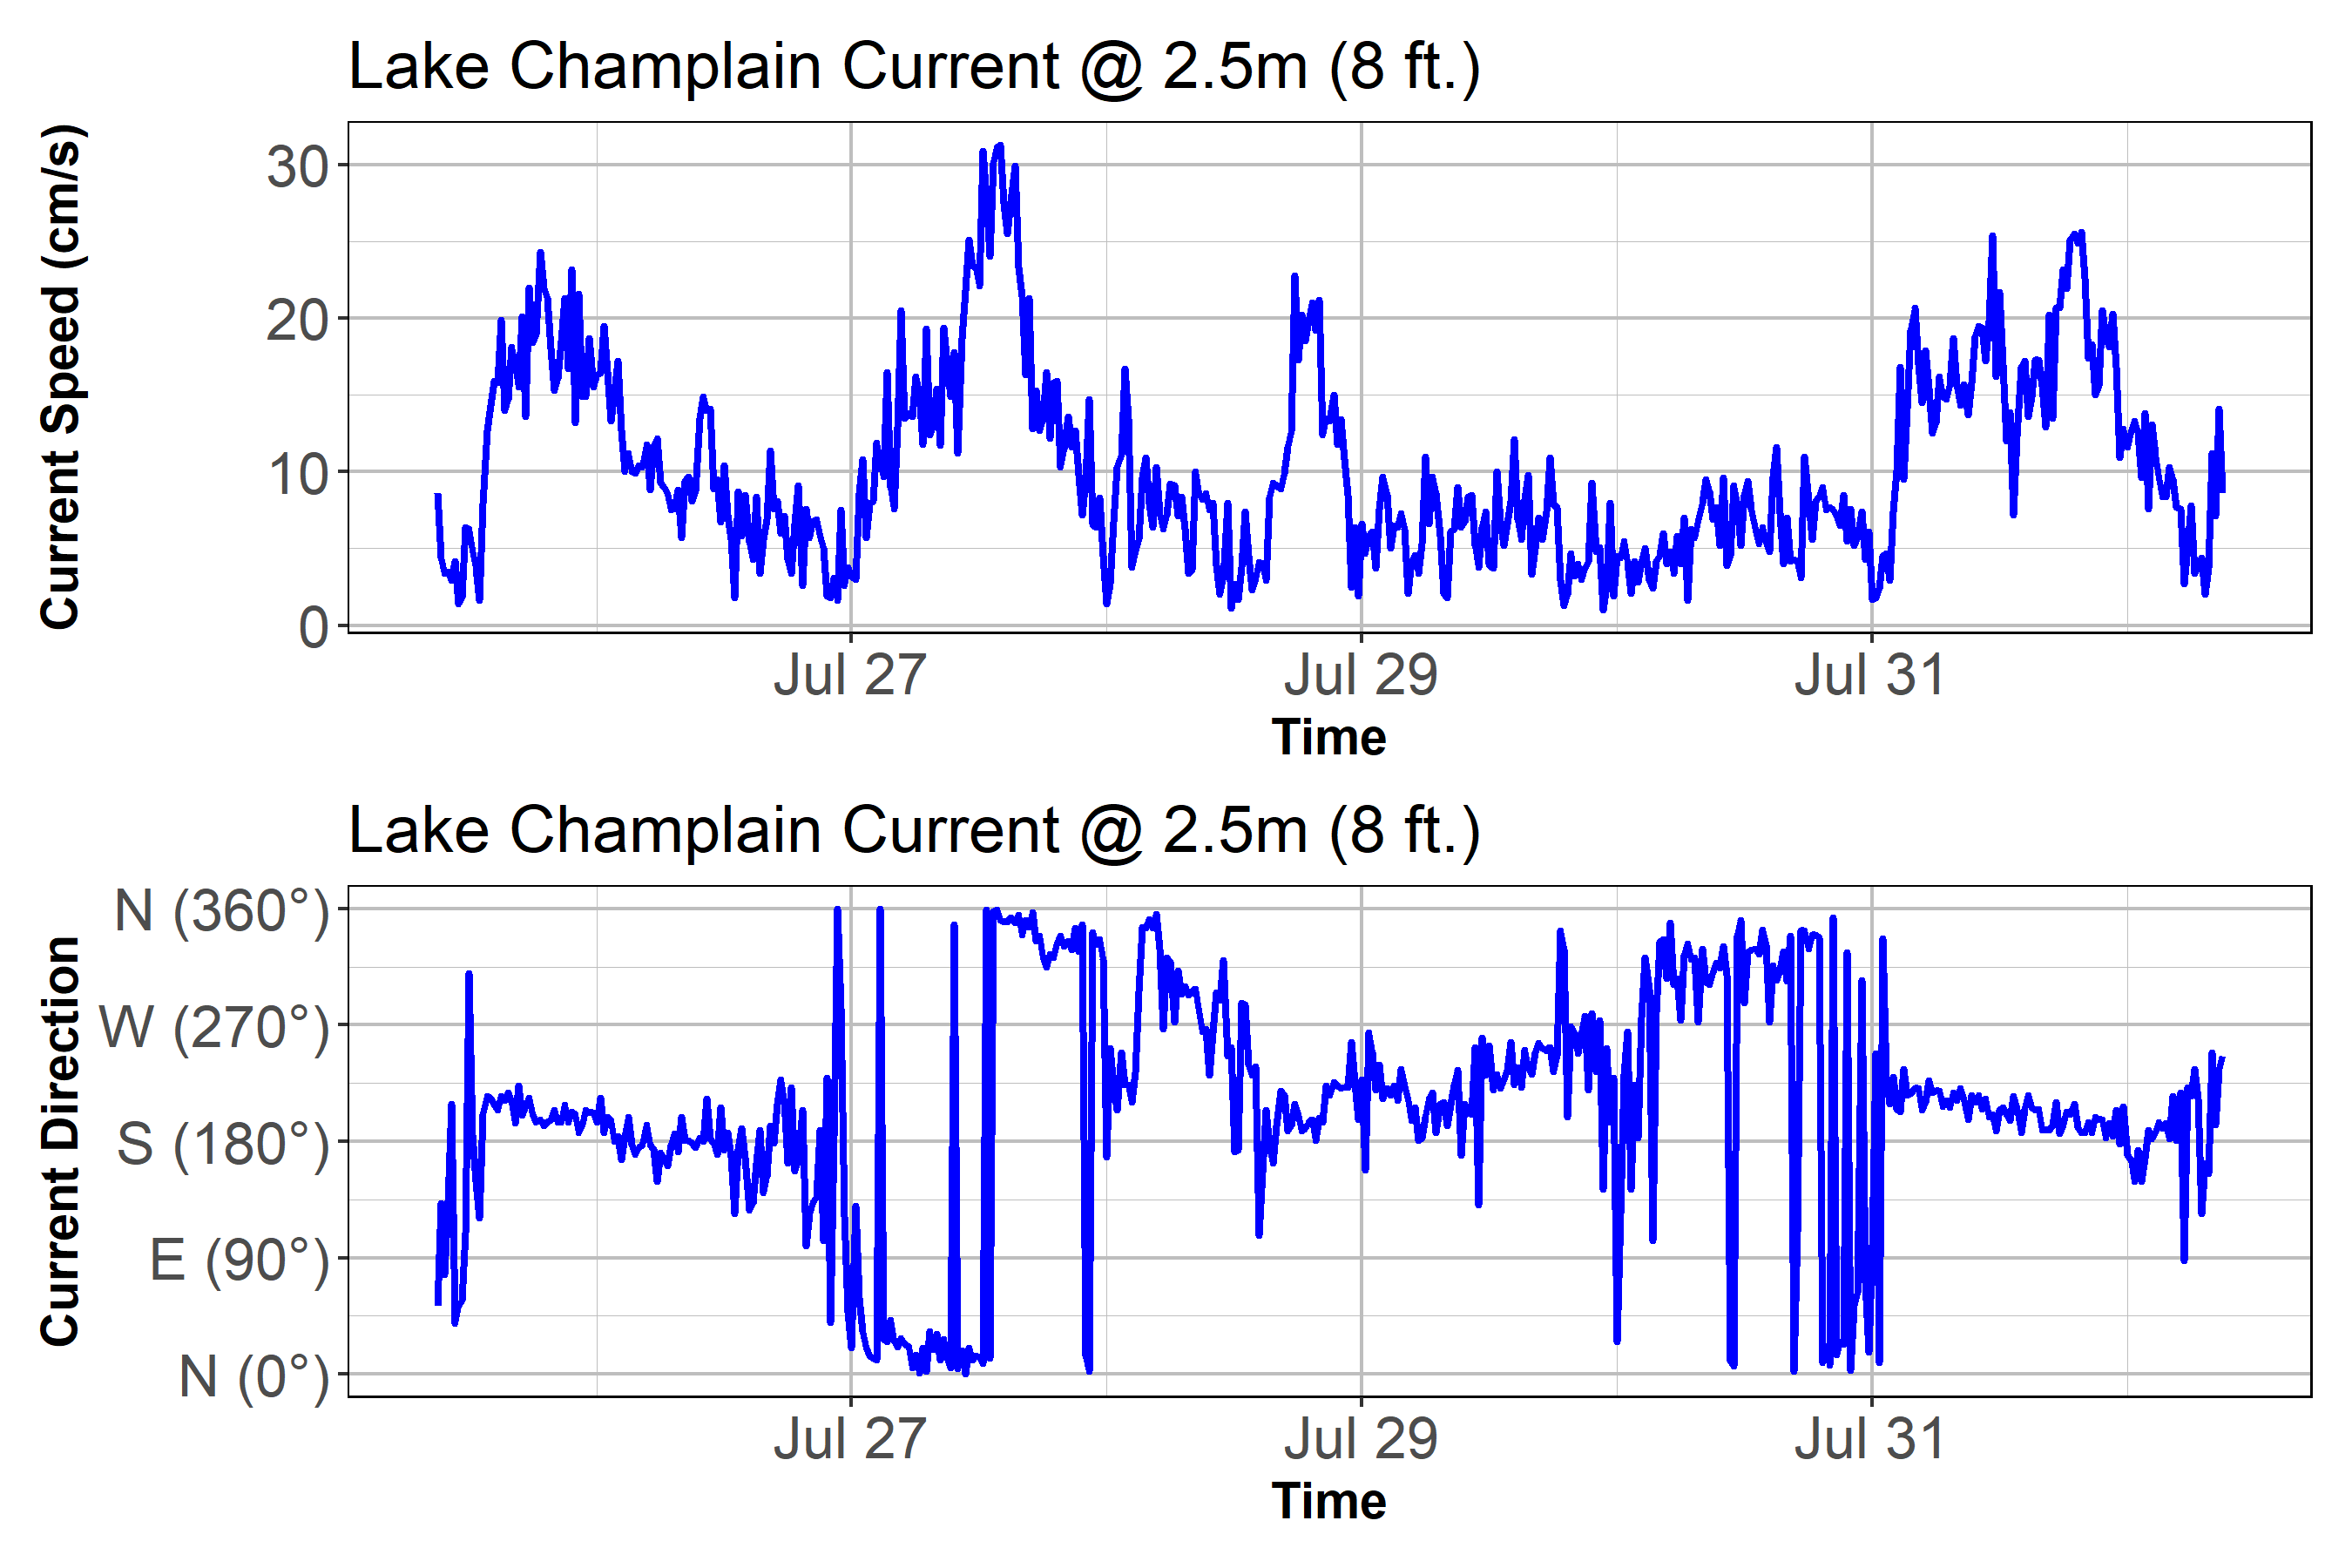 Lake Champlain Current @ 2.5m (8 ft.)
Current Speed (cm/s)
30
20
10
0
Jul 27 Jul 29 Jul 31
Time
Lake Champlain Current @ 2.5m (8 ft.)
Current Direction
N (360°)
W (270°)
S (180°)
E (90°)
N (0°)
Jul 27 Jul 29 Jul 31
Time